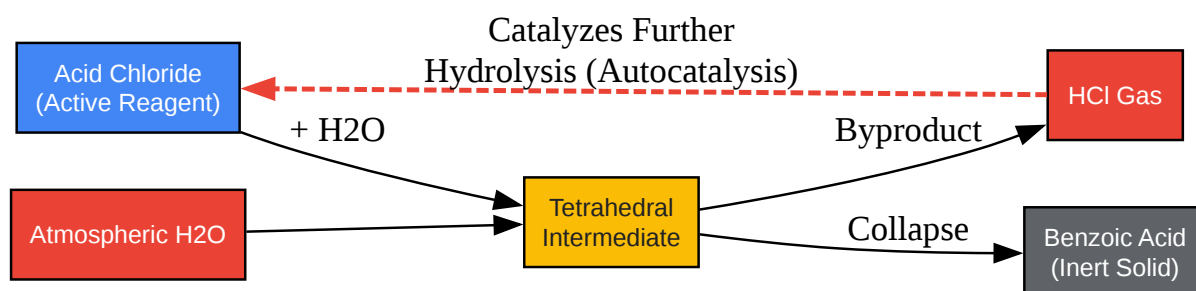 Catalyzes Further
Hydrolysis (Autocatalysis)
Acid Chloride
(Active Reagent)
HCl Gas
+ H2O
Byproduct
Atmospheric H2O
Tetrahedral
Intermediate
Collapse
Benzoic Acid
(Inert Solid)